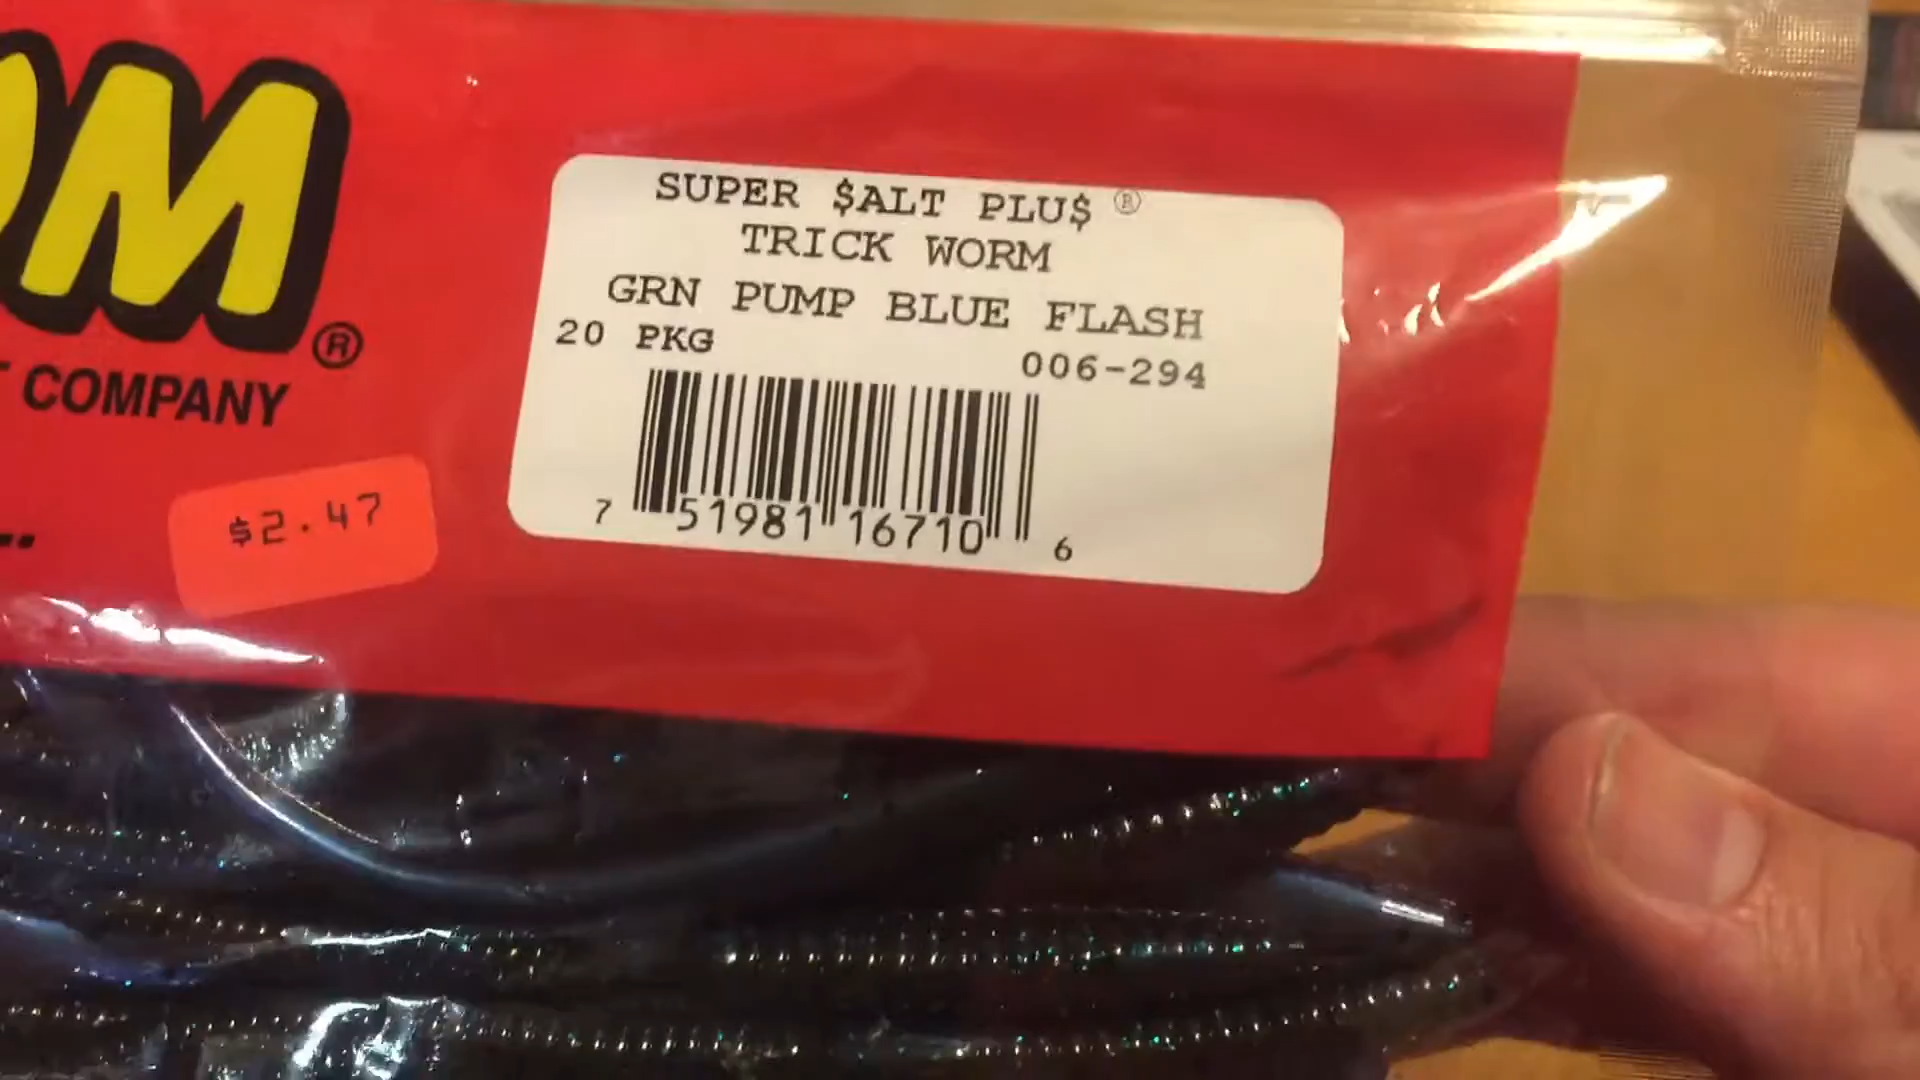 OM®
COMPANY
$2.47
SUPER $ALT PLU$ ®
TRICK WORM
GRN PUMP BLUE FLASH
20 PKG
006-294
7 51981 16710 6